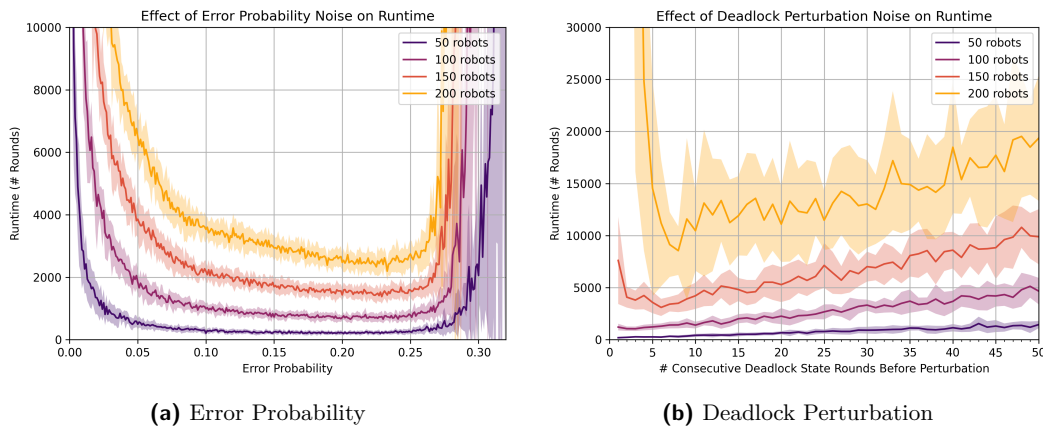 Effect of Error Probability Noise on Runtime
10000
8000
6000
4000
2000
0
0.00 0.05 0.10 0.15 0.20 0.25 0.30
Runtime (# Rounds)
Error Probability
50 robots
100 robots
150 robots
200 robots
(a) Error Probability
Effect of Deadlock Perturbation Noise on Runtime
30000
25000
20000
15000
10000
5000
0
0 5 10 15 20 25 30 35 40 45 50
Runtime (# Rounds)
# Consecutive Deadlock State Rounds Before Perturbation
50 robots
100 robots
150 robots
200 robots
(b) Deadlock Perturbation